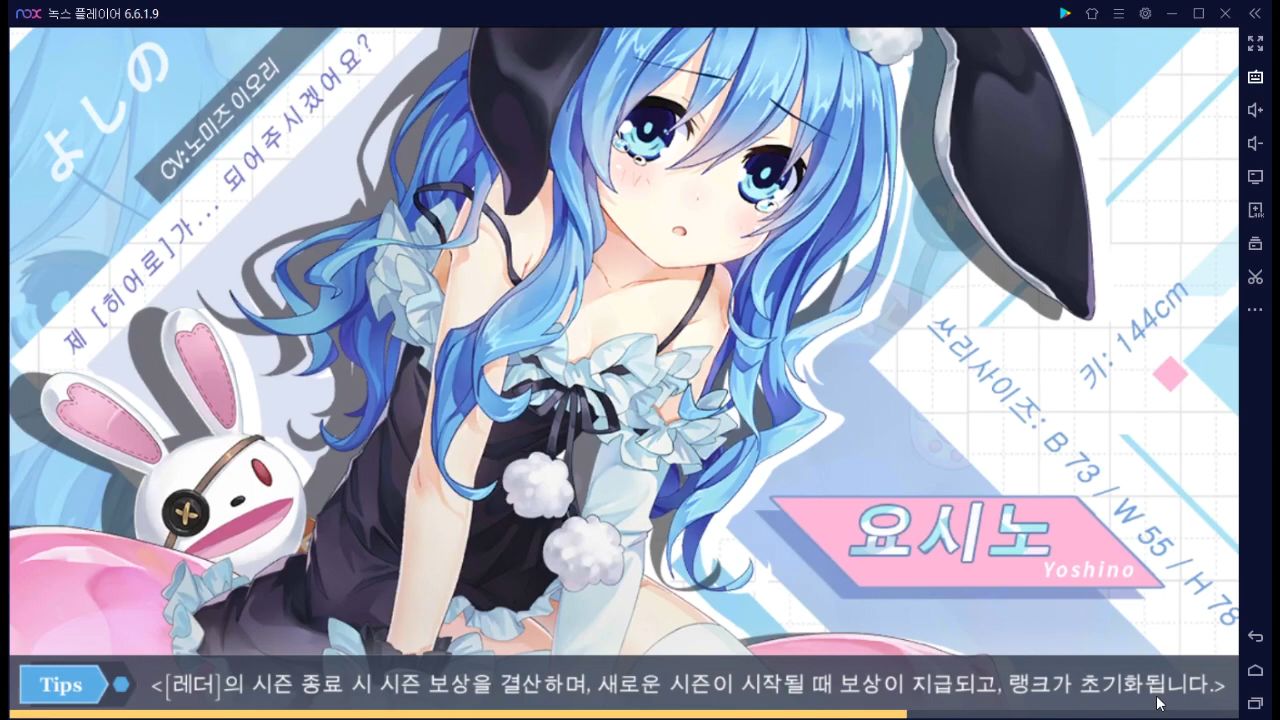 nox 녹스 플레이어 6.6.1.9
よしの
CV:노미즈 이오리
제 [히어로]가... 되어 주시겠어요?
키: 144cm
쓰리사이즈: B 73 / W 55 / H 78
요시노
Yoshino
Tips
<[레더]의 시즌 종료 시 시즌 보상을 결산하며, 새로운 시즌이 시작될 때 보상이 지급되고, 랭크가 초기화됩니다.>